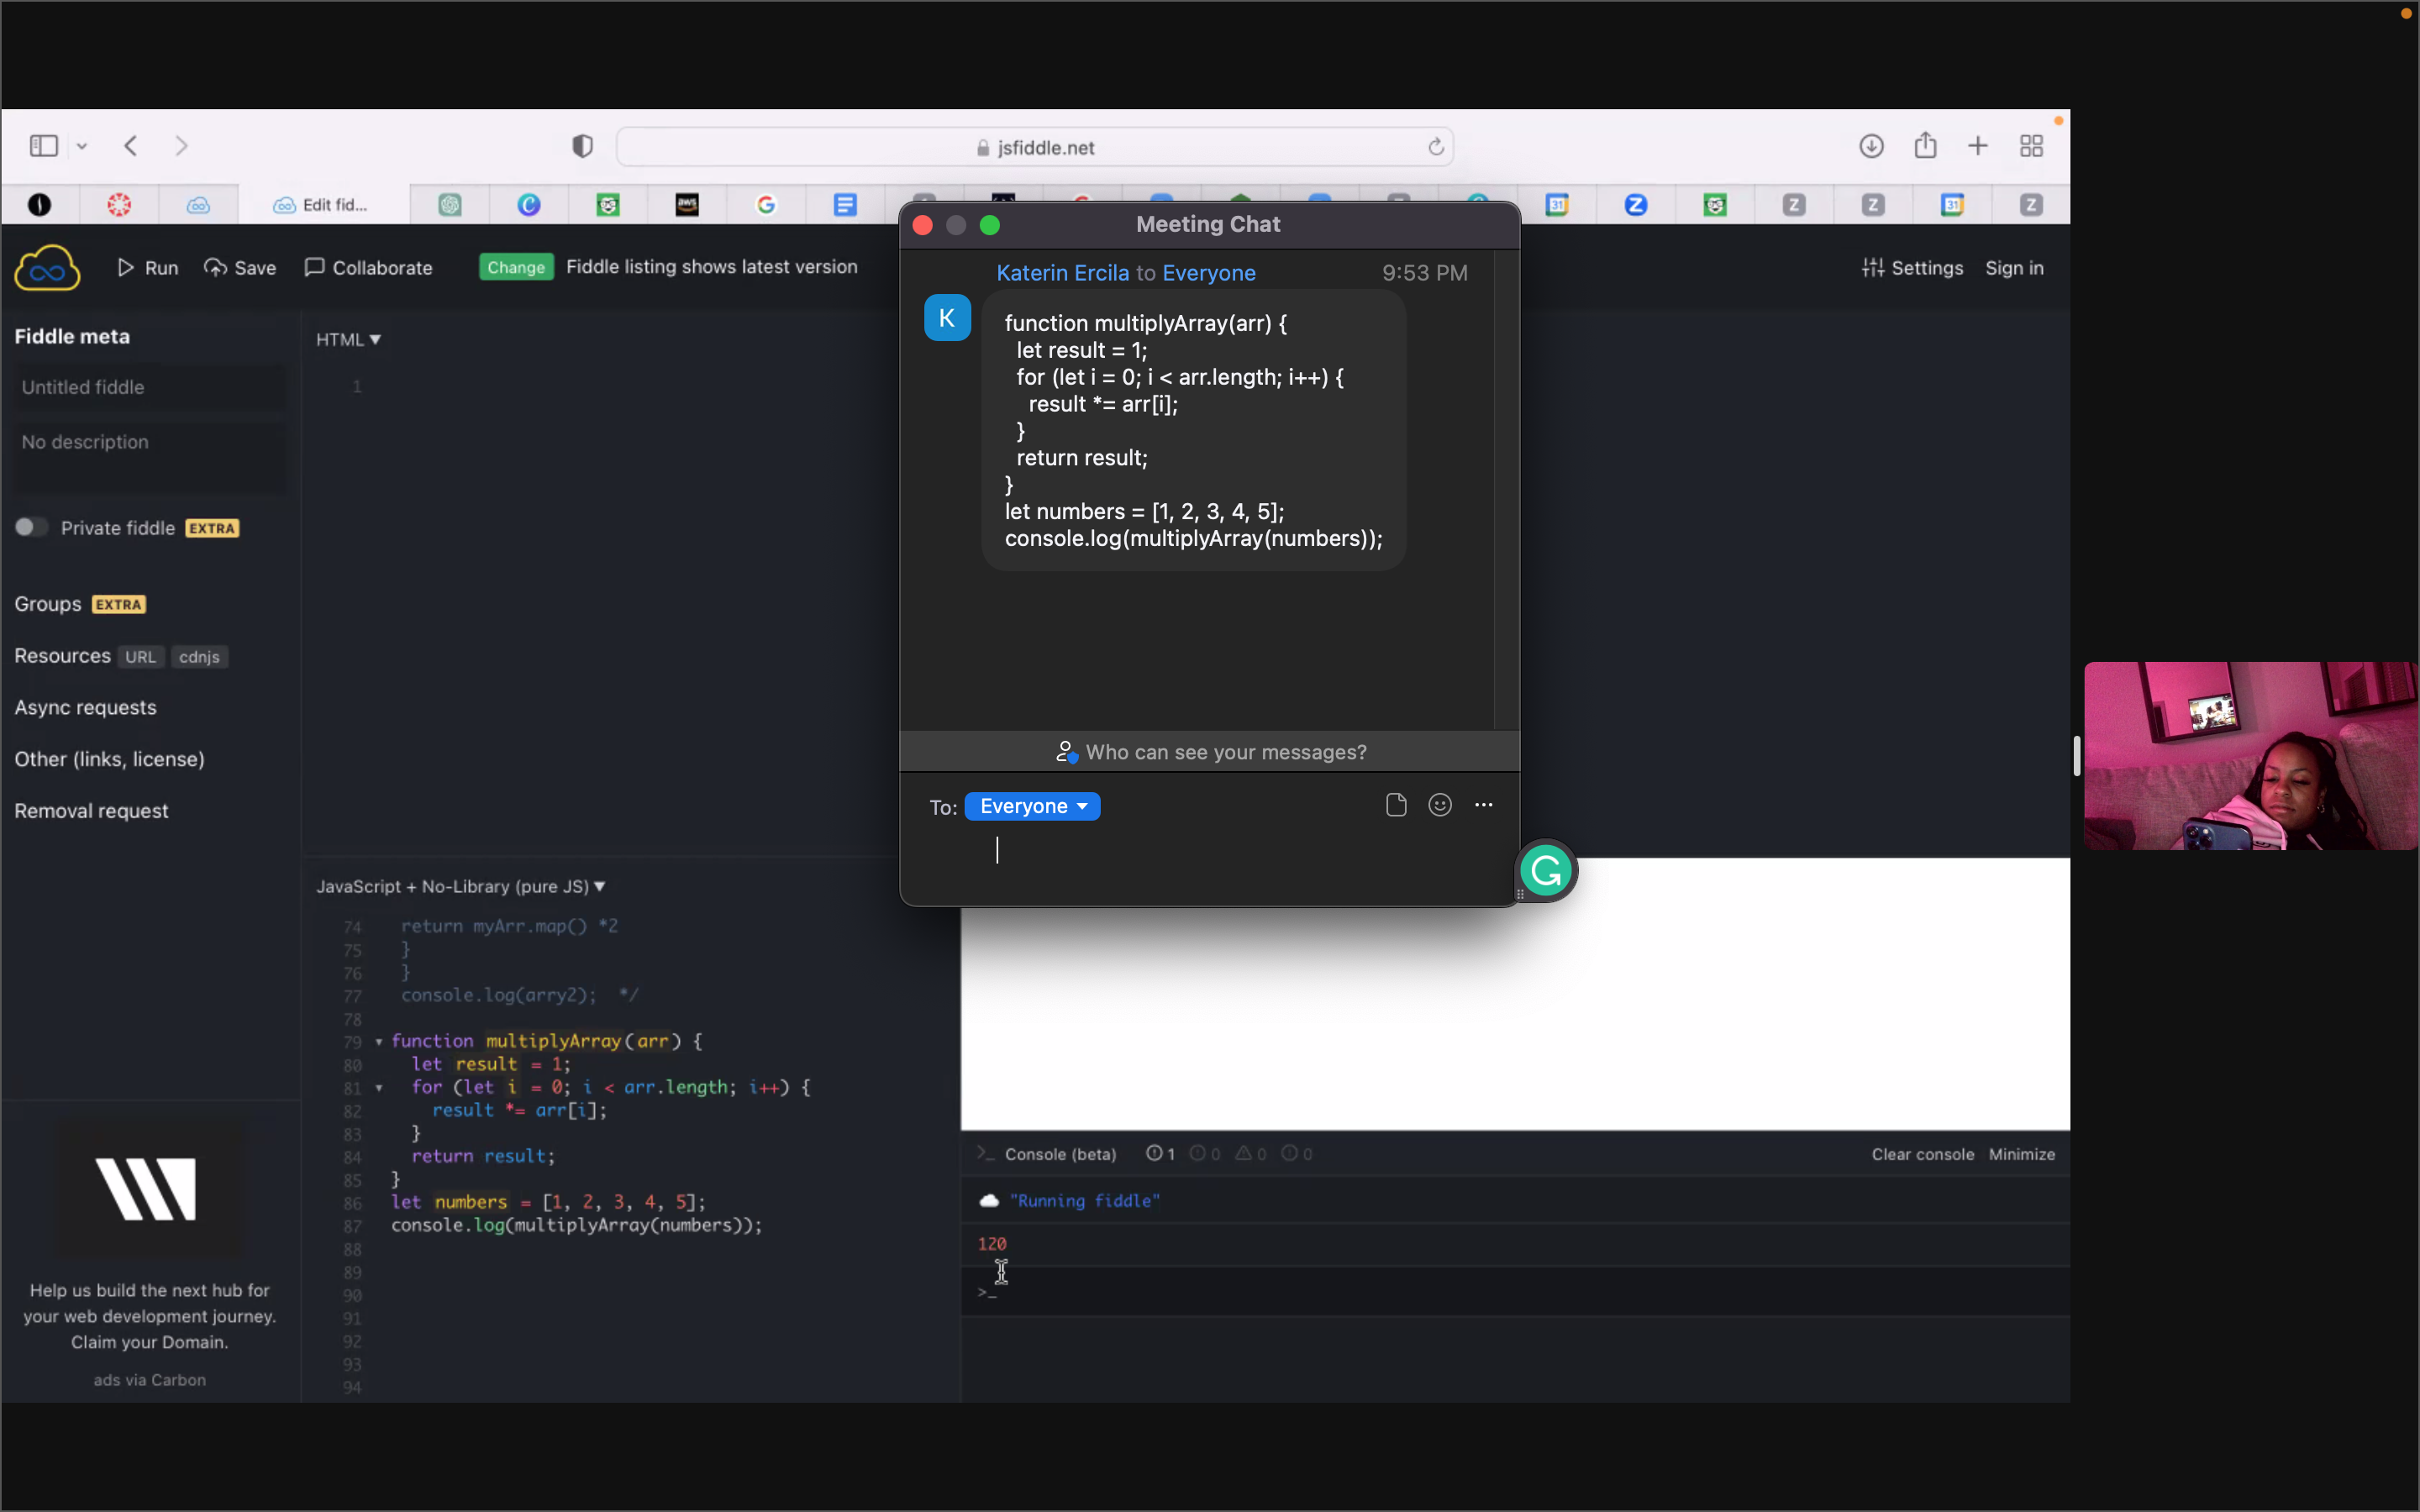 jsfiddle.net
Edit fid...
aws
31
31
Run
Save
Collaborate
Change
Fiddle listing shows latest version
Settings
Sign in
Fiddle meta
Untitled fiddle
No description
Private fiddle EXTRA
Groups EXTRA
Resources URL cdnjs
Async requests
Other (links, license)
Removal request
Help us build the next hub for
your web development journey.
Claim your Domain.
ads via Carbon
HTML ▼
1
Meeting Chat
Katerin Ercila to Everyone
9:53 PM
K
function multiplyArray(arr) {
let result = 1;
for (let i = 0; i < arr.length; i++) {
result *= arr[i];
}
return result;
}
let numbers = [1, 2, 3, 4, 5];
console.log(multiplyArray(numbers));
Who can see your messages?
To: Everyone
JavaScript + No-Library (pure JS) ▼
74 return myArr.map() *2
75 }
76 }
77 console.log(arry2); */
78
79 function multiplyArray(arr) {
80 let result = 1;
81 for (let i = 0; i < arr.length; i++) {
82 result *= arr[i];
83 }
84 return result;
85 }
86 let numbers = [1, 2, 3, 4, 5];
87 console.log(multiplyArray(numbers));
88
89
90
91
92
93
94
>_ Console (beta) 1 0 0 0
Clear console Minimize
"Running fiddle"
120
>_